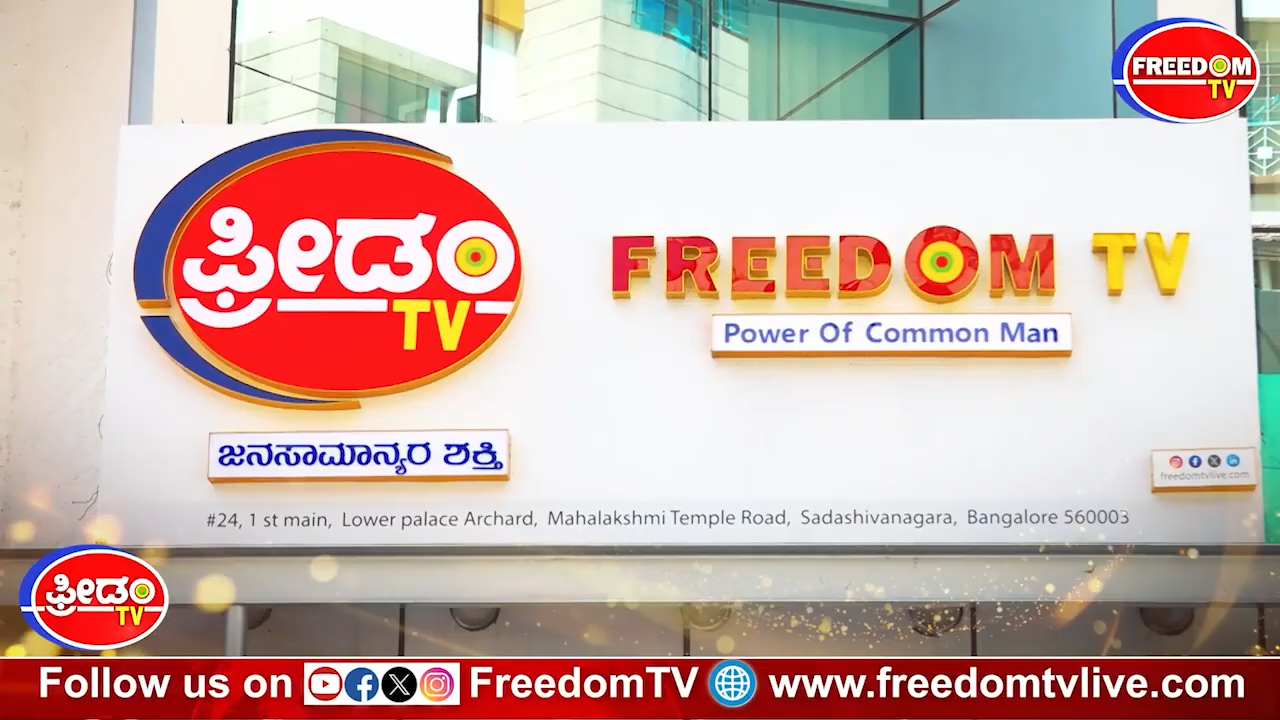 FREEDOM
TV
ಫ್ರೀಡಂ
TV
FREEDOM TV
Power Of Common Man
ಜನಸಾಮಾನ್ಯರ ಶಕ್ತಿ
freedomtvlive.com
#24, 1 st main, Lower palace Archard, Mahalakshmi Temple Road, Sadashivanagara, Bangalore 560003
ಫ್ರೀಡಂ
TV
Follow us on FreedomTV www.freedomtvlive.com